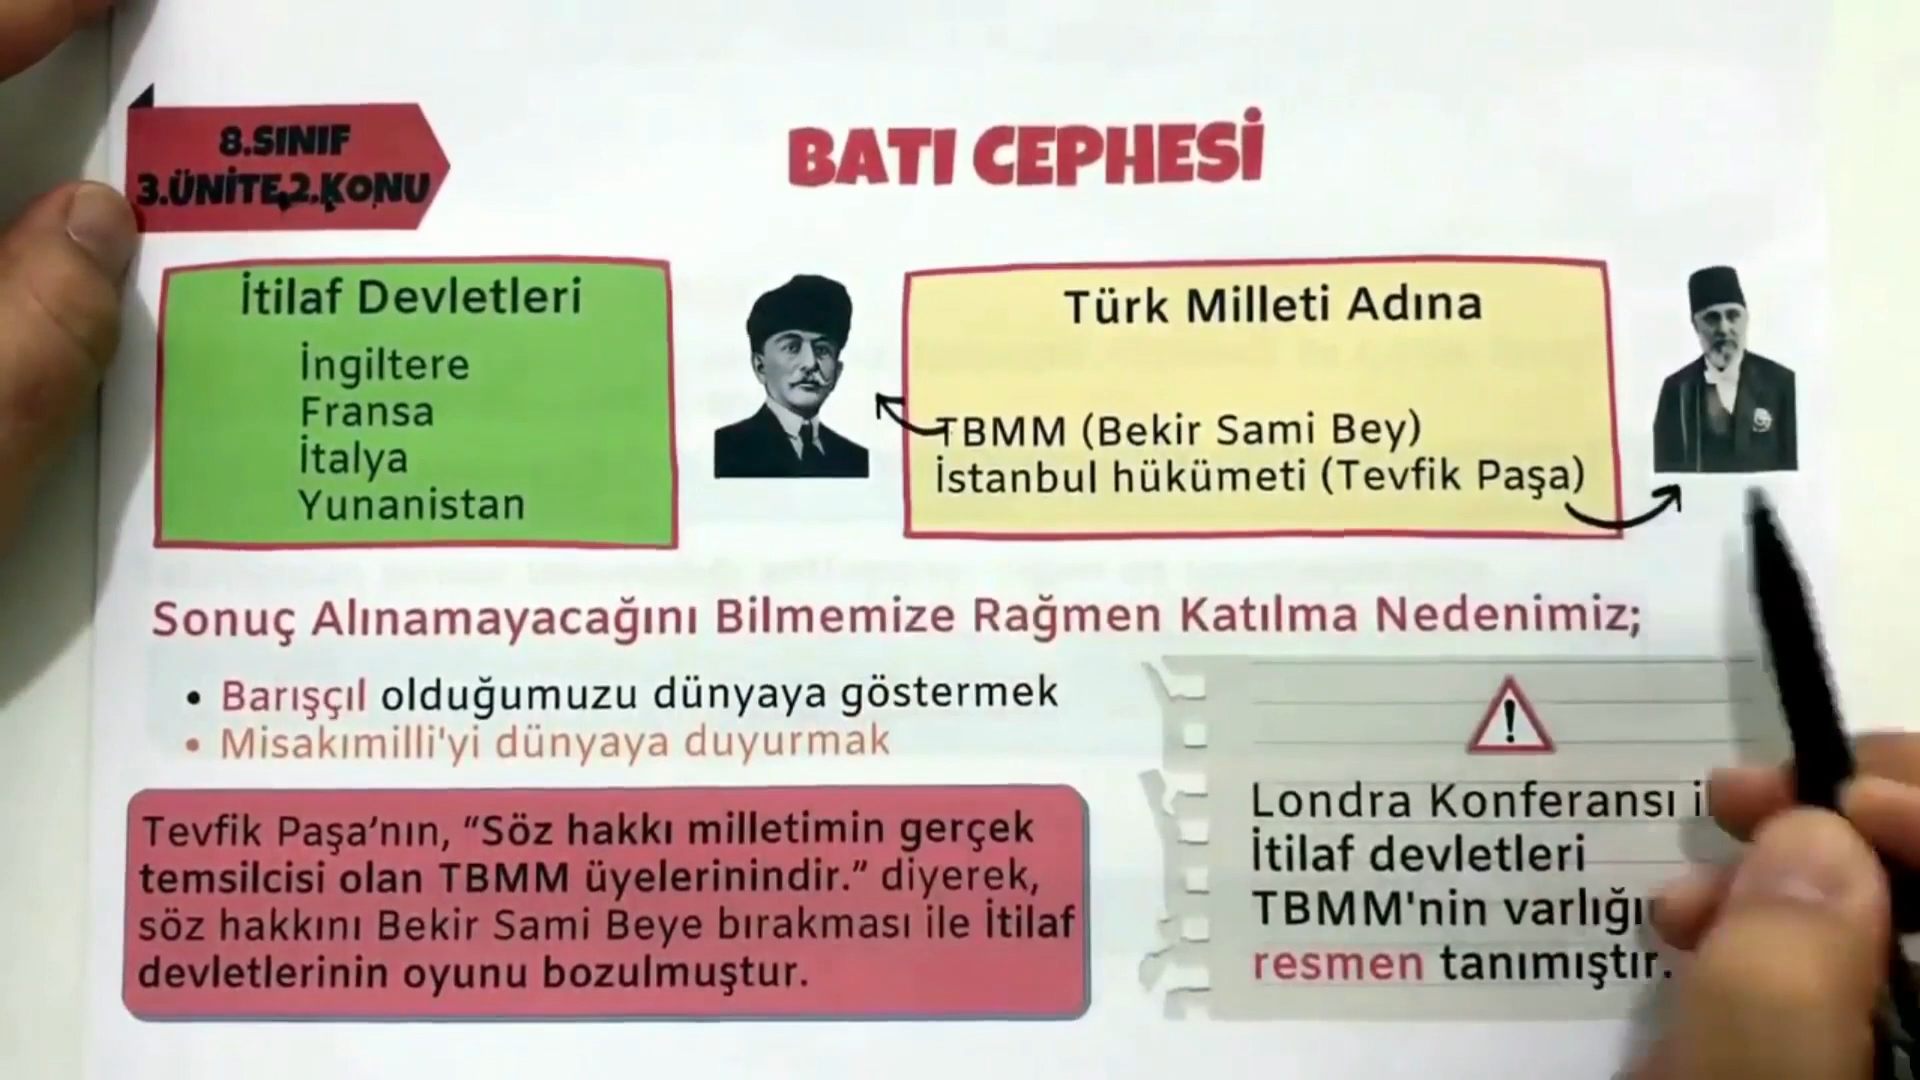 8.SINIF
3.ÜNİTE,2.KONU
BATI CEPHESİ
İtilaf Devletleri
İngiltere
Fransa
İtalya
Yunanistan
Türk Milleti Adına
TBMM (Bekir Sami Bey)
İstanbul hükümeti (Tevfik Paşa)
Sonuç Alınamayacağını Bilmemize Rağmen Katılma Nedenimiz;
• Barışçıl olduğumuzu dünyaya göstermek
• Misakımilli'yi dünyaya duyurmak
Tevfik Paşa’nın, “Söz hakkı milletimin gerçek
temsilcisi olan TBMM üyelerinindir.” diyerek,
söz hakkını Bekir Sami Beye bırakması ile İtilaf
devletlerinin oyunu bozulmuştur.
!
Londra Konferansı
İtilaf devletleri
TBMM'nin
resmen tanımıştır.